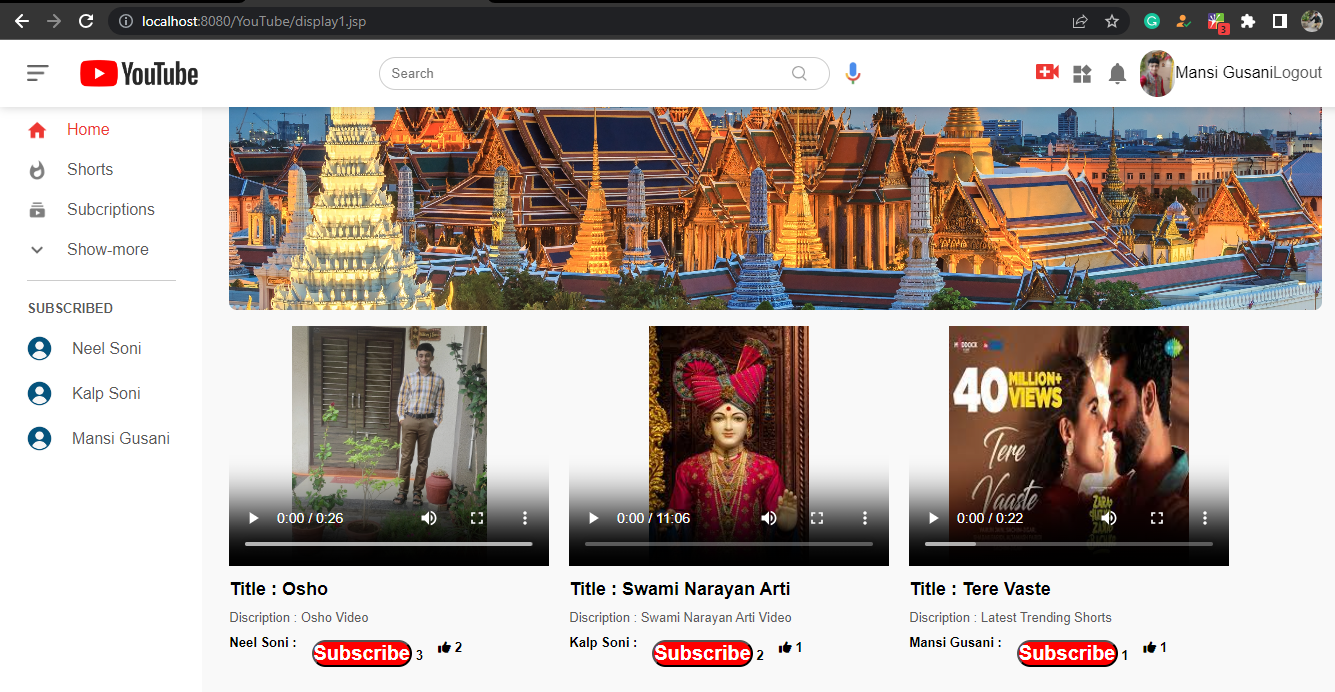 localhost:8080/YouTube/display1.jsp
3
YouTube
Search
Mansi GusaniLogout
Home
Shorts
Subcriptions
Show-more
SUBSCRIBED
Neel Soni
Kalp Soni
Mansi Gusani
40 MILLION+
VIEWS
Tere
Vaaste
0:00 / 0:26
0:00 / 11:06
0:00 / 0:22
Title : Osho
Discription : Osho Video
Neel Soni : Subscribe 3 2
Title : Swami Narayan Arti
Discription : Swami Narayan Arti Video
Kalp Soni : Subscribe 2 1
Title : Tere Vaste
Discription : Latest Trending Shorts
Mansi Gusani : Subscribe 1 1